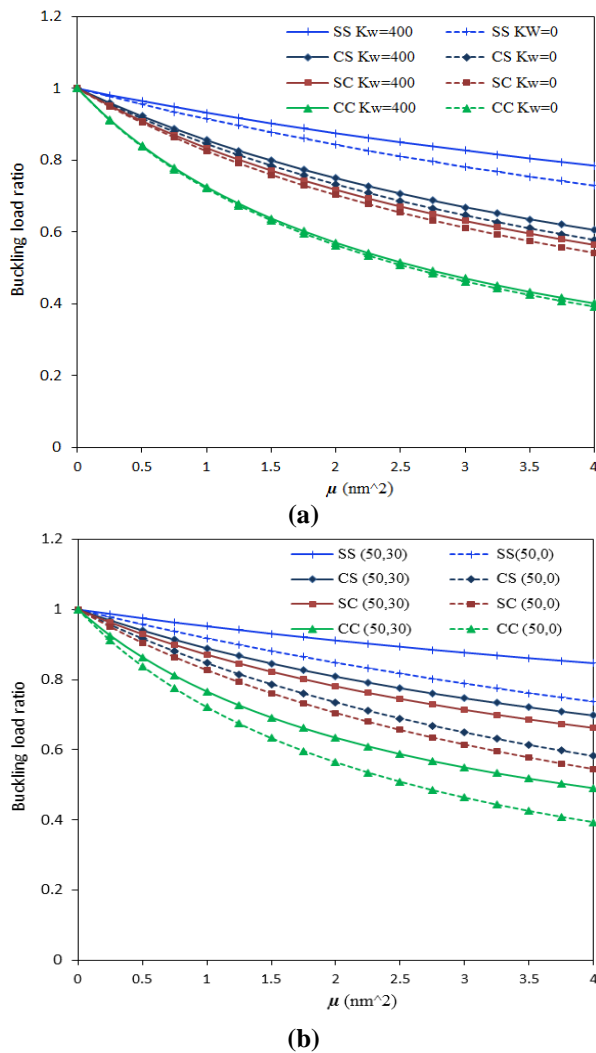 SS Kw=400 SS KW=0
CS Kw=400 CS Kw=0
SC Kw=400 SC Kw=0
CC Kw=400 CC Kw=0
Buckling load ratio
1.2
1
0.8
0.6
0.4
0.2
0
0 0.5 1 1.5 2 2.5 3 3.5 4
μ (nm^2)
(a)
SS (50,30) SS(50,0)
CS (50,30) CS (50,0)
SC (50,30) SC (50,0)
CC (50,30) CC (50,0)
Buckling load ratio
1.2
1
0.8
0.6
0.4
0.2
0
0 0.5 1 1.5 2 2.5 3 3.5 4
μ (nm^2)
(b)